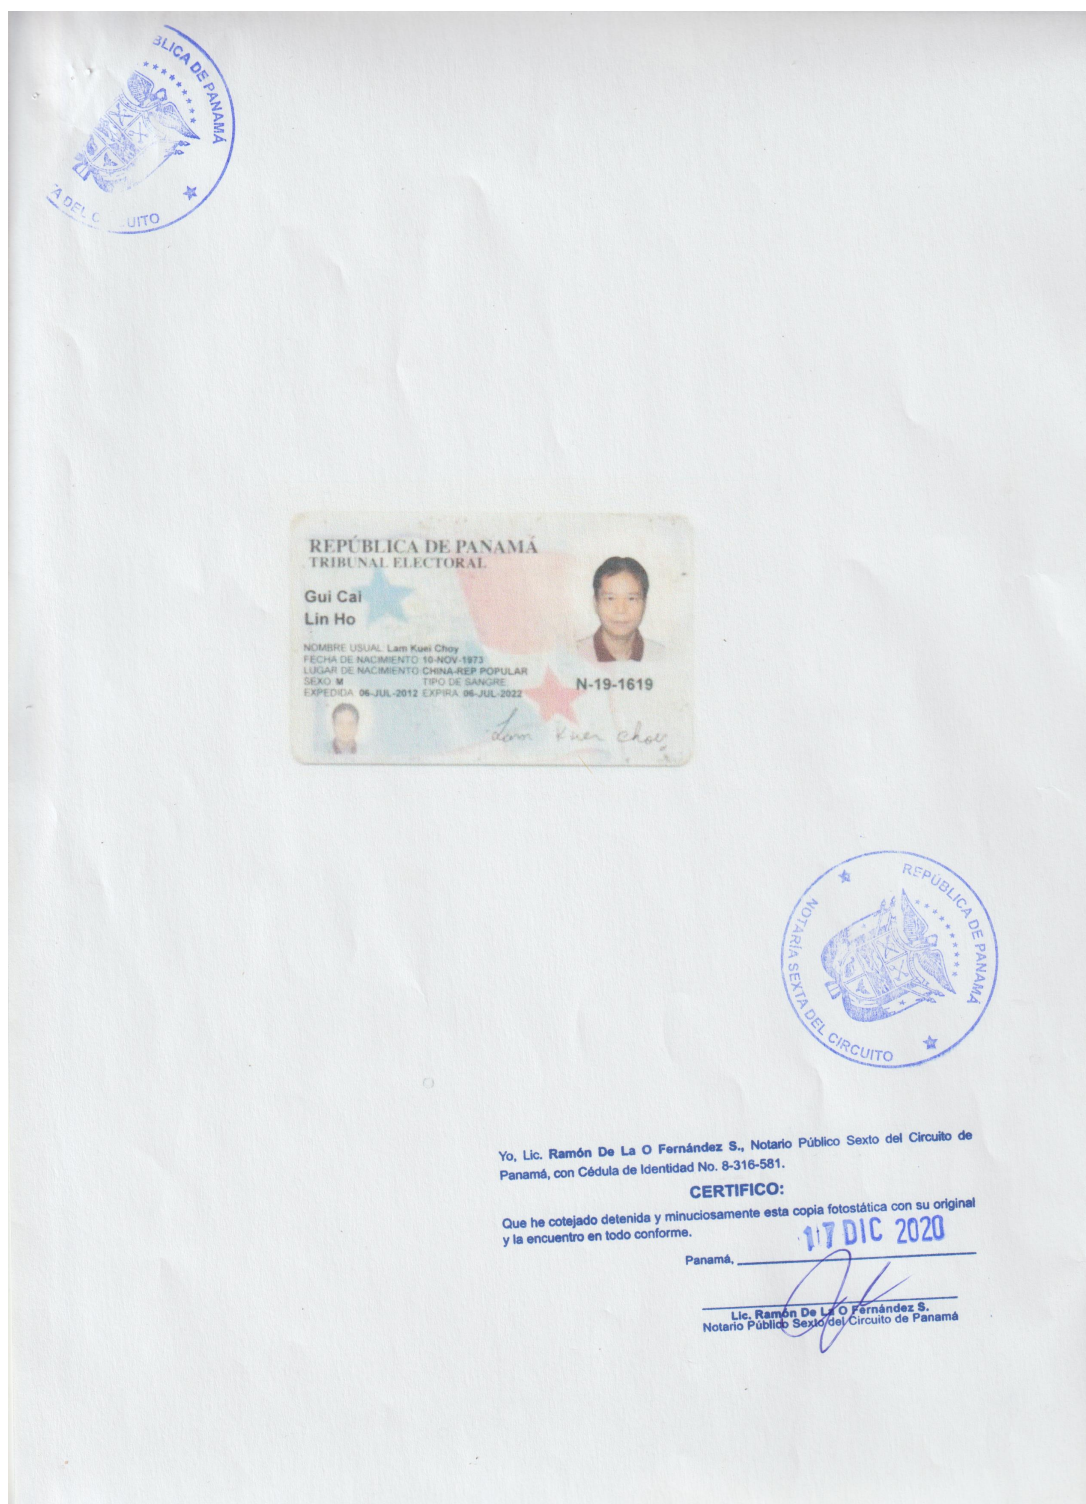 BLICA DE PANAMÁ
A DEL C UITO
REPÚBLICA DE PANAMÁ
TRIBUNAL ELECTORAL
Gui Cai
Lin Ho
NOMBRE USUAL Lam Kuei Choy
FECHA DE NACIMIENTO 10-NOV-1973
LUGAR DE NACIMIENTO CHINA-REP POPULAR
SEXO M TIPO DE SANGRE
EXPEDIDA 06-JUL-2012 EXPIRA 06-JUL-2022
N-19-1619
Lam Kuei Choy
REPÚBLICA DE PANAMÁ
NOTARÍA SEXTA DEL CIRCUITO
Yo, Lic. Ramón De La O Fernández S., Notario Público Sexto del Circuito de
Panamá, con Cédula de Identidad No. 8-316-581.
CERTIFICO:
Que he cotejado detenida y minuciosamente esta copia fotostática con su original
y la encuentro en todo conforme.
17 DIC 2020
Panamá,
Lic. Ramón De La O Fernández S.
Notario Público Sexto del Circuito de Panamá